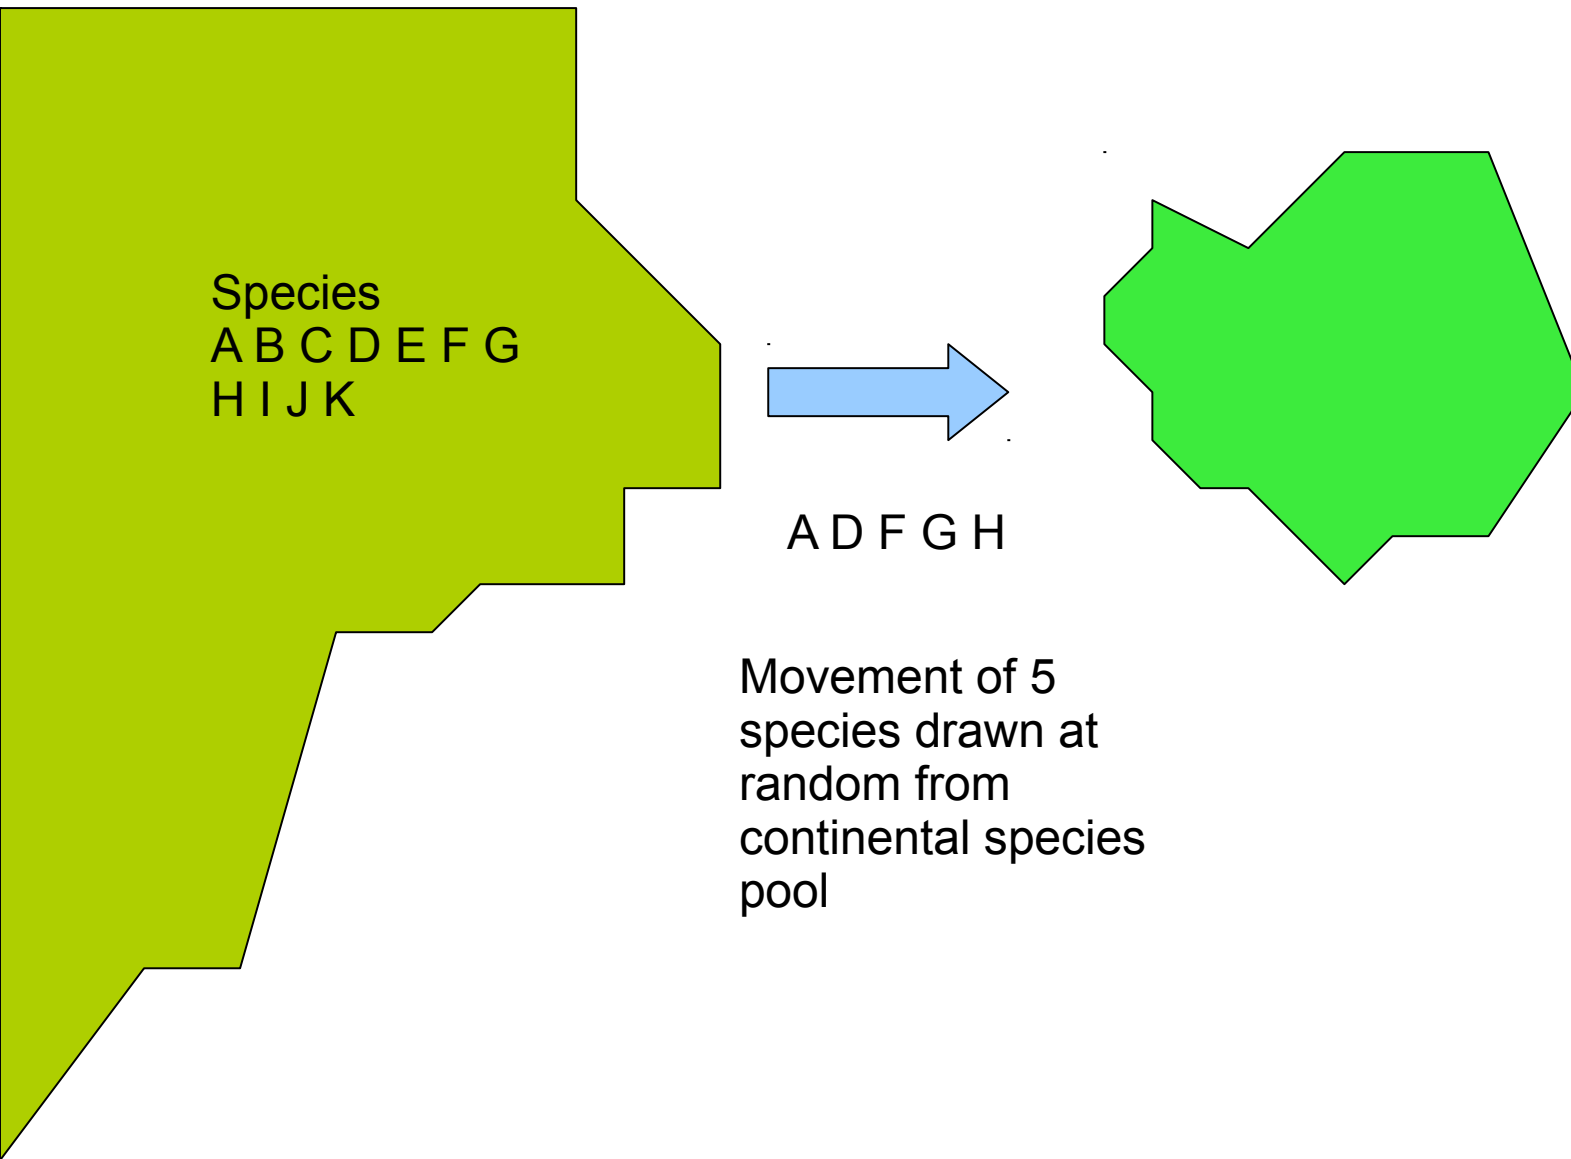 Species
A B C D E F G
H I J K
A D F G H
Movement of 5
species drawn at
random from
continental species
pool